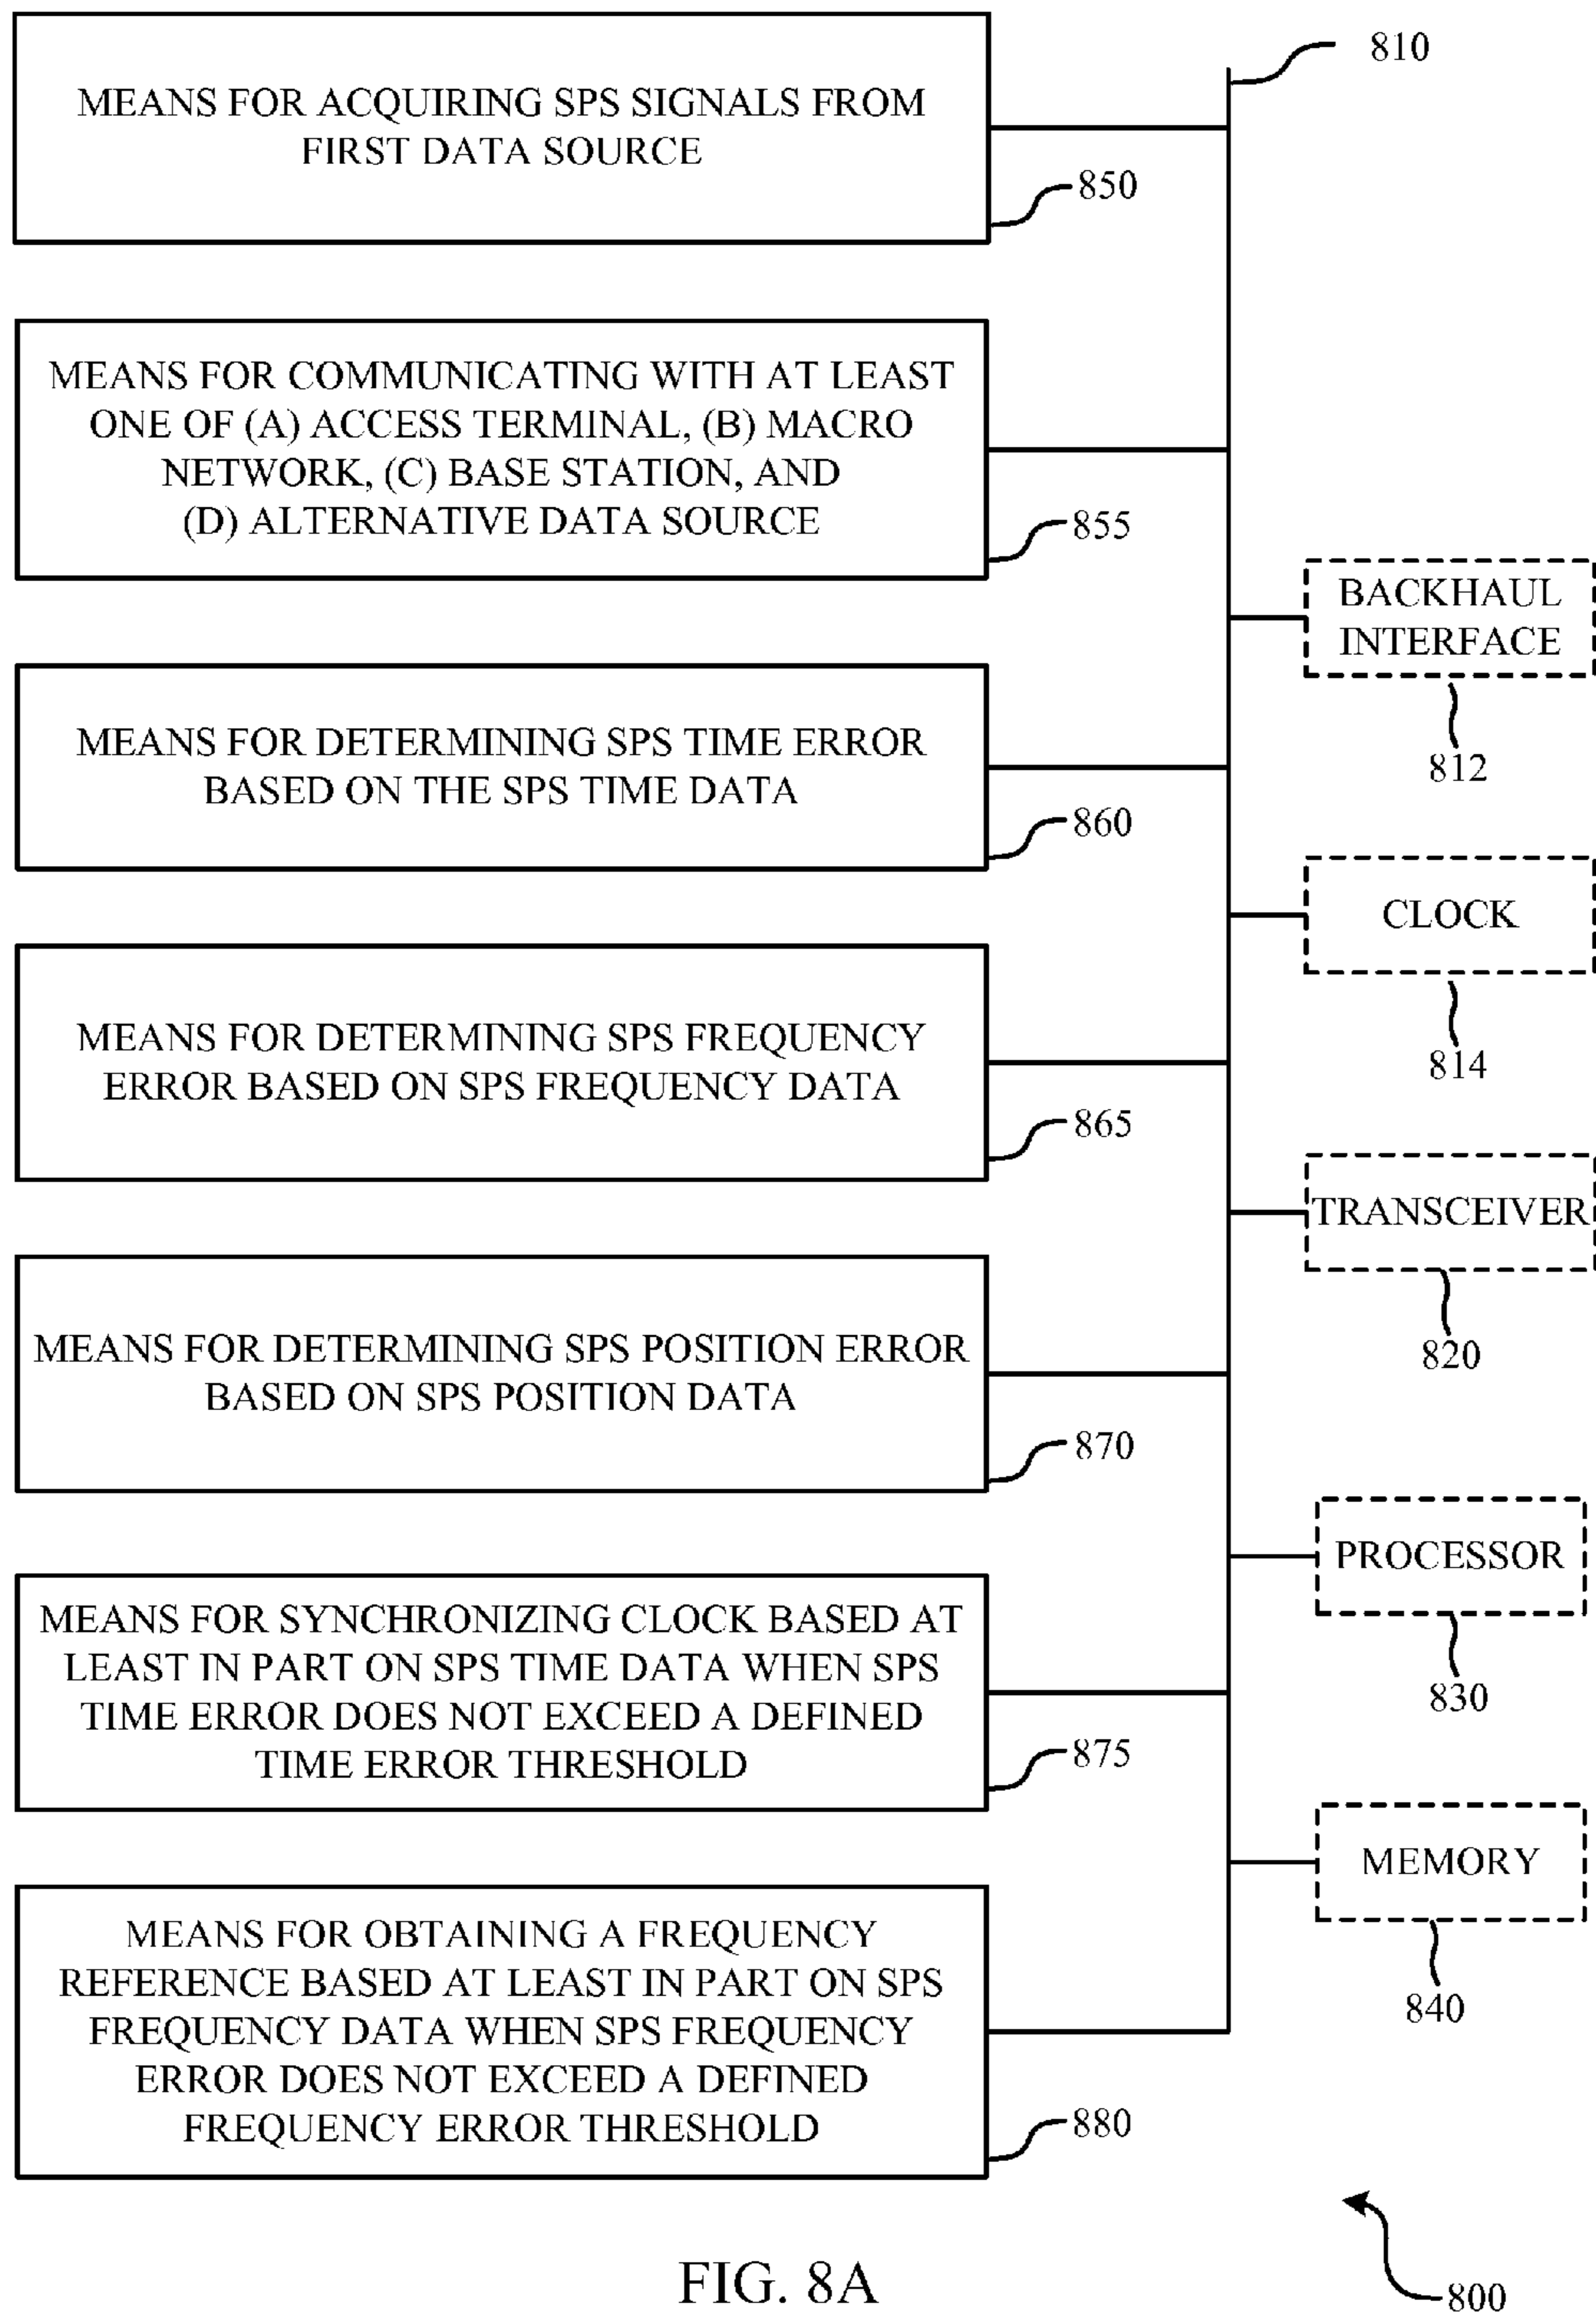 810
MEANS FOR ACQUIRING SPS SIGNALS FROM
FIRST DATA SOURCE
850
MEANS FOR COMMUNICATING WITH AT LEAST
ONE OF (A) ACCESS TERMINAL, (B) MACRO
NETWORK, (C) BASE STATION, AND
(D) ALTERNATIVE DATA SOURCE
855
BACKHAUL
INTERFACE
812
MEANS FOR DETERMINING SPS TIME ERROR
BASED ON THE SPS TIME DATA
860
CLOCK
814
MEANS FOR DETERMINING SPS FREQUENCY
ERROR BASED ON SPS FREQUENCY DATA
865
TRANSCEIVER
820
MEANS FOR DETERMINING SPS POSITION ERROR
BASED ON SPS POSITION DATA
870
PROCESSOR
830
MEANS FOR SYNCHRONIZING CLOCK BASED AT
LEAST IN PART ON SPS TIME DATA WHEN SPS
TIME ERROR DOES NOT EXCEED A DEFINED
TIME ERROR THRESHOLD
875
MEMORY
840
MEANS FOR OBTAINING A FREQUENCY
REFERENCE BASED AT LEAST IN PART ON SPS
FREQUENCY DATA WHEN SPS FREQUENCY
ERROR DOES NOT EXCEED A DEFINED
FREQUENCY ERROR THRESHOLD
880
FIG. 8A
800